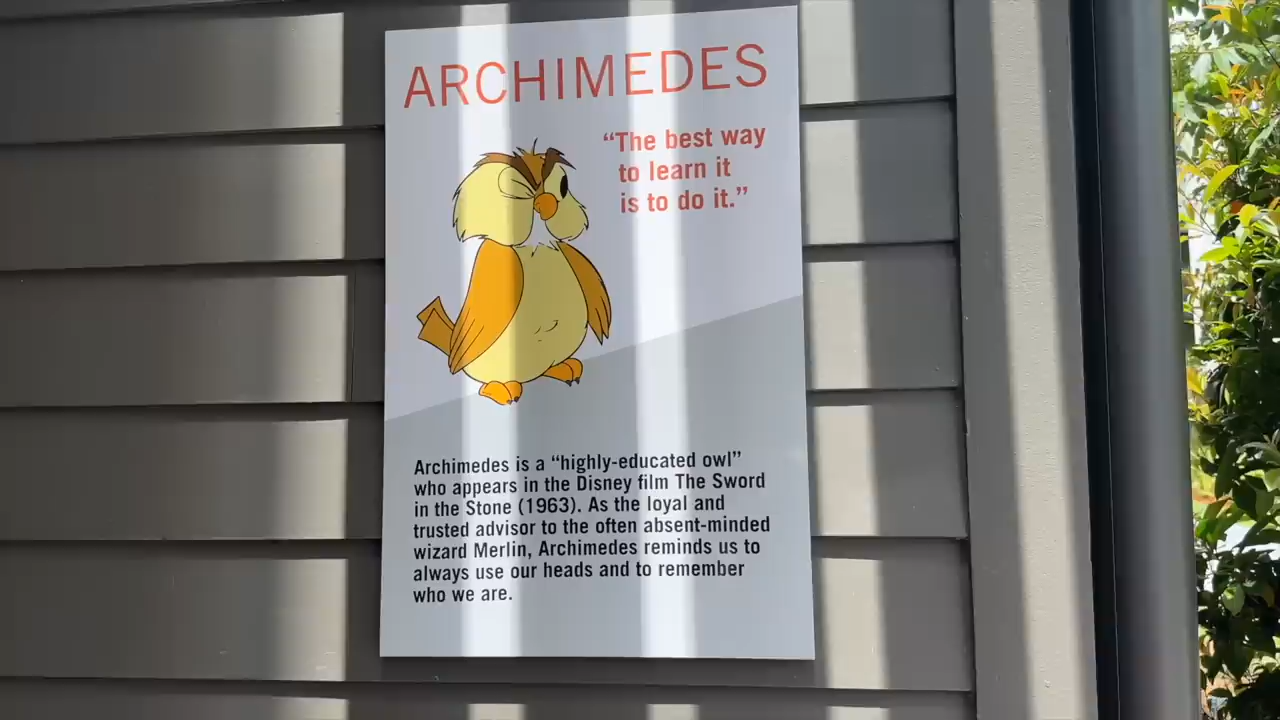 ARCHIMEDES
“The best way
to learn it
is to do it.”
Archimedes is a “highly-educated owl”
who appears in the Disney film The Sword
in the Stone (1963). As the loyal and
trusted advisor to the often absent-minded
wizard Merlin, Archimedes reminds us to
always use our heads and to remember
who we are.